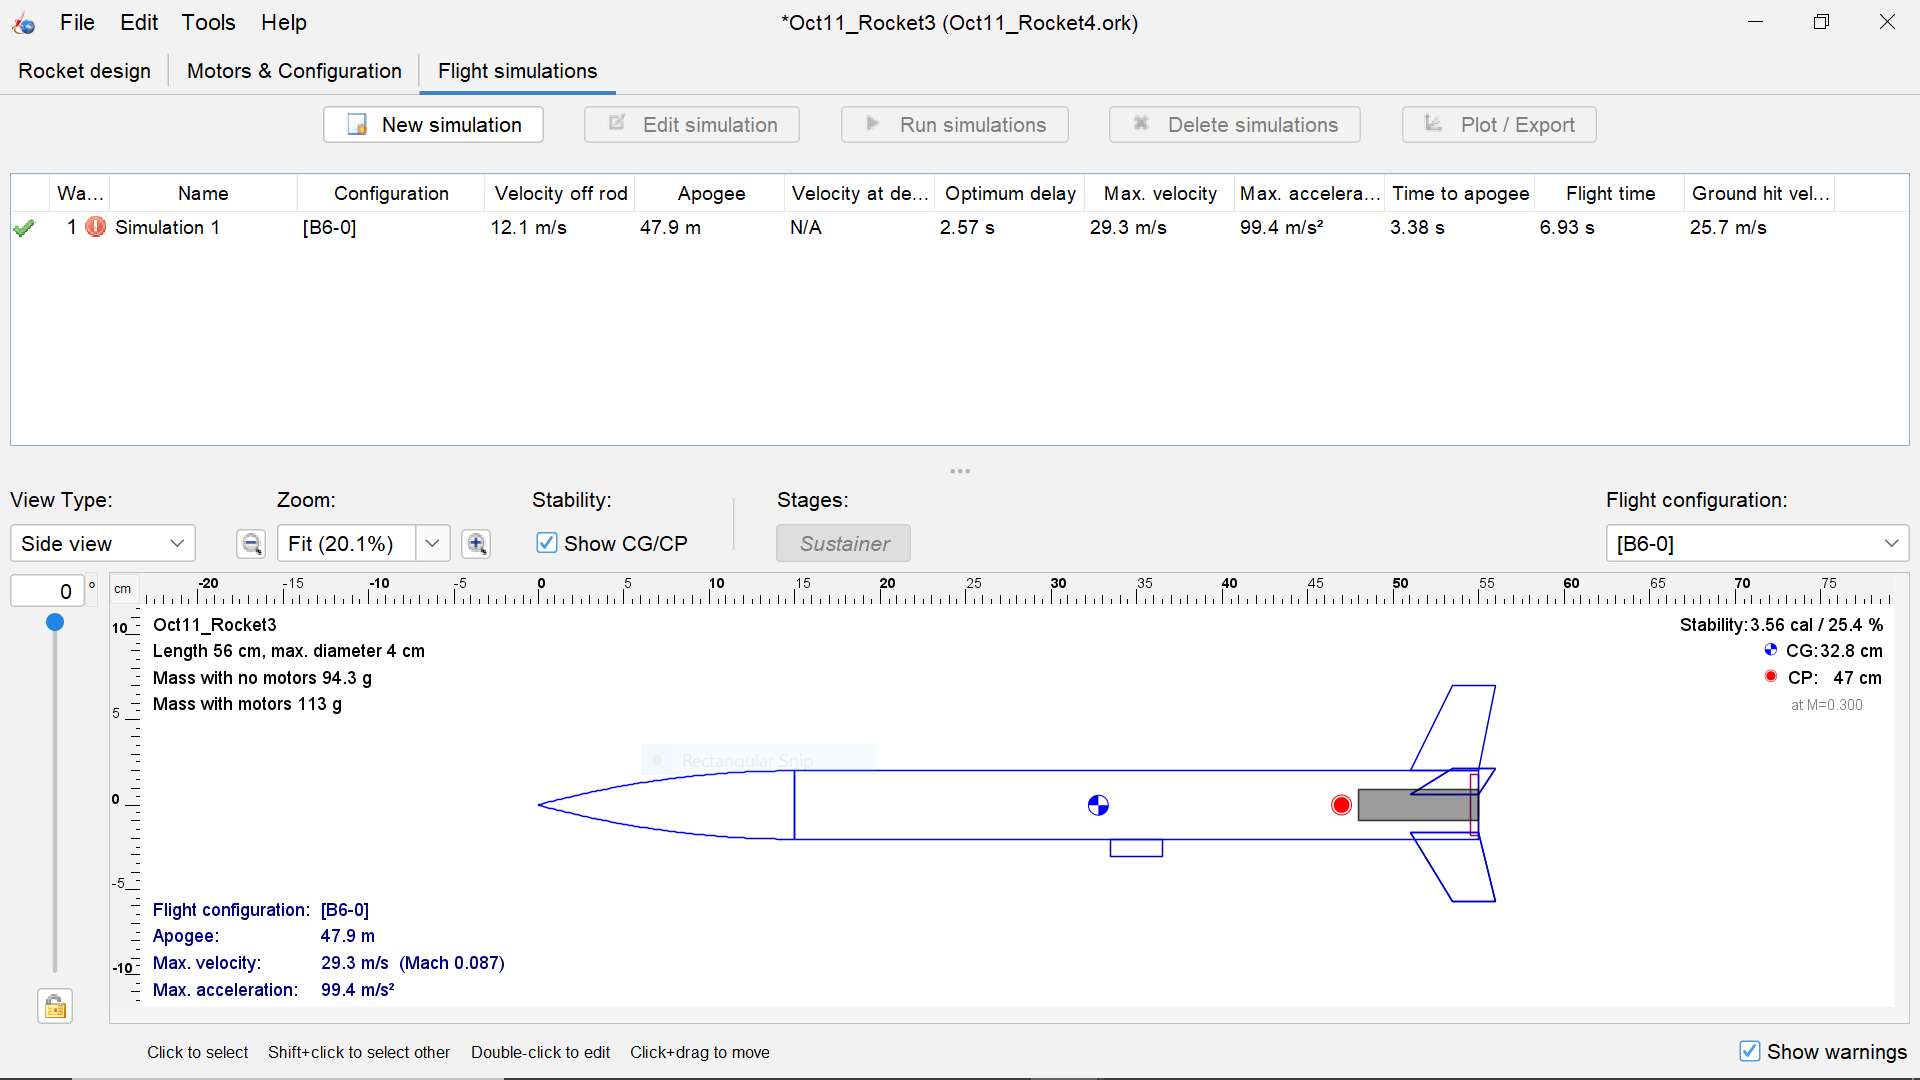 File Edit Tools Help
*Oct11_Rocket3 (Oct11_Rocket4.ork)
Rocket design Motors & Configuration Flight simulations
New simulation Edit simulation Run simulations Delete simulations Plot / Export
Wa... Name Configuration Velocity off rod Apogee Velocity at de... Optimum delay Max. velocity Max. accelera... Time to apogee Flight time Ground hit vel...
1 Simulation 1 [B6-0] 12.1 m/s 47.9 m N/A 2.57 s 29.3 m/s 99.4 m/s² 3.38 s 6.93 s 25.7 m/s
View Type: Zoom: Stability: Stages: Flight configuration:
Side view Fit (20.1%) Show CG/CP Sustainer [B6-0]
0 °
cm -20 -15 -10 -5 0 5 10 15 20 25 30 35 40 45 50 55 60 65 70 75
10
5
0
-5
-10
Oct11_Rocket3
Length 56 cm, max. diameter 4 cm
Mass with no motors 94.3 g
Mass with motors 113 g
Stability:3.56 cal / 25.4 %
CG:32.8 cm
CP: 47 cm
at M=0.300
Rectangular Snip
Flight configuration: [B6-0]
Apogee: 47.9 m
Max. velocity: 29.3 m/s (Mach 0.087)
Max. acceleration: 99.4 m/s²
Click to select Shift+click to select other Double-click to edit Click+drag to move
Show warnings